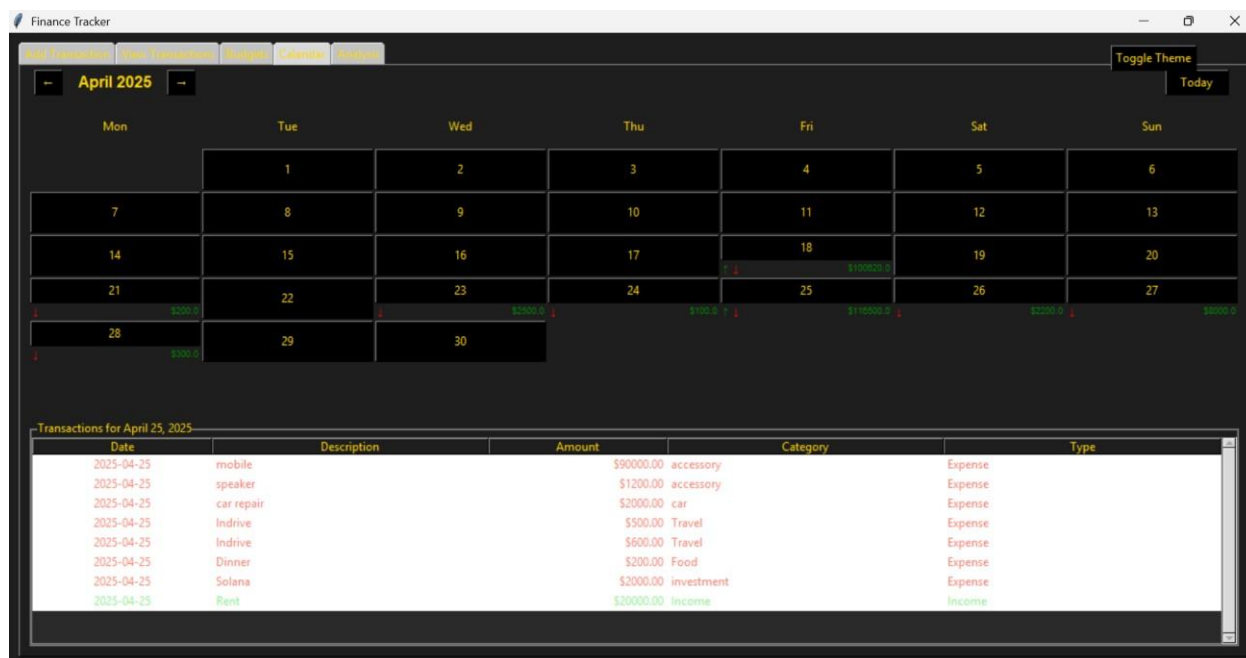 Finance Tracker
Add Transaction View Transactions Budgets Calendar Analysis
Toggle Theme
← April 2025 → Today
Mon Tue Wed Thu Fri Sat Sun
1 2 3 4 5 6
7 8 9 10 11 12 13
14 15 16 17 18 19 20
↑ ↓ $100620.0
21 22 23 24 25 26 27
↓ $200.0 ↓ $2500.0 ↓ $100.0 ↑ ↓ $116500.0 ↓ $2200.0 ↓ $8000.0
28 29 30
↓ $300.0
Transactions for April 25, 2025
Date Description Amount Category Type
2025-04-25 mobile $90000.00 accessory Expense
2025-04-25 speaker $1200.00 accessory Expense
2025-04-25 car repair $2000.00 car Expense
2025-04-25 Indrive $500.00 Travel Expense
2025-04-25 Indrive $600.00 Travel Expense
2025-04-25 Dinner $200.00 Food Expense
2025-04-25 Solana $2000.00 investment Expense
2025-04-25 Rent $20000.00 Income Income